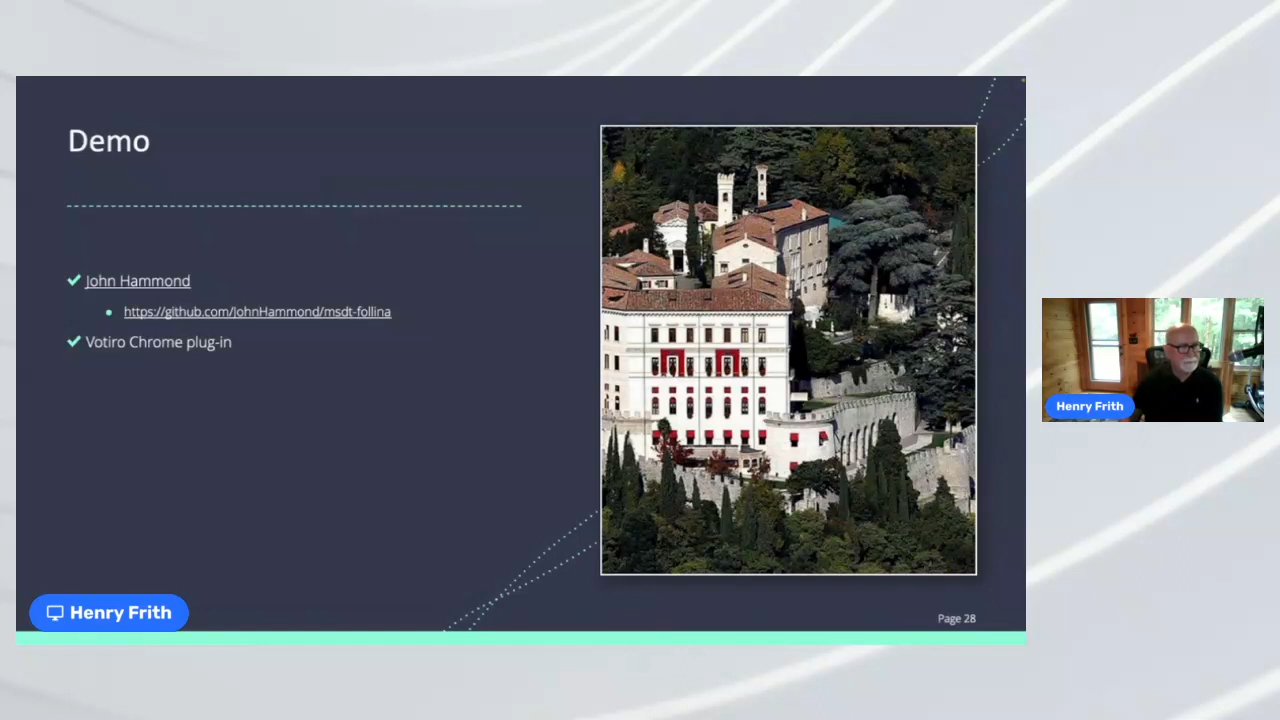 Demo
John Hammond
https://github.com/JohnHammond/msdt-follina
Votiro Chrome plug-in
Henry Frith
Page 28
Henry Frith